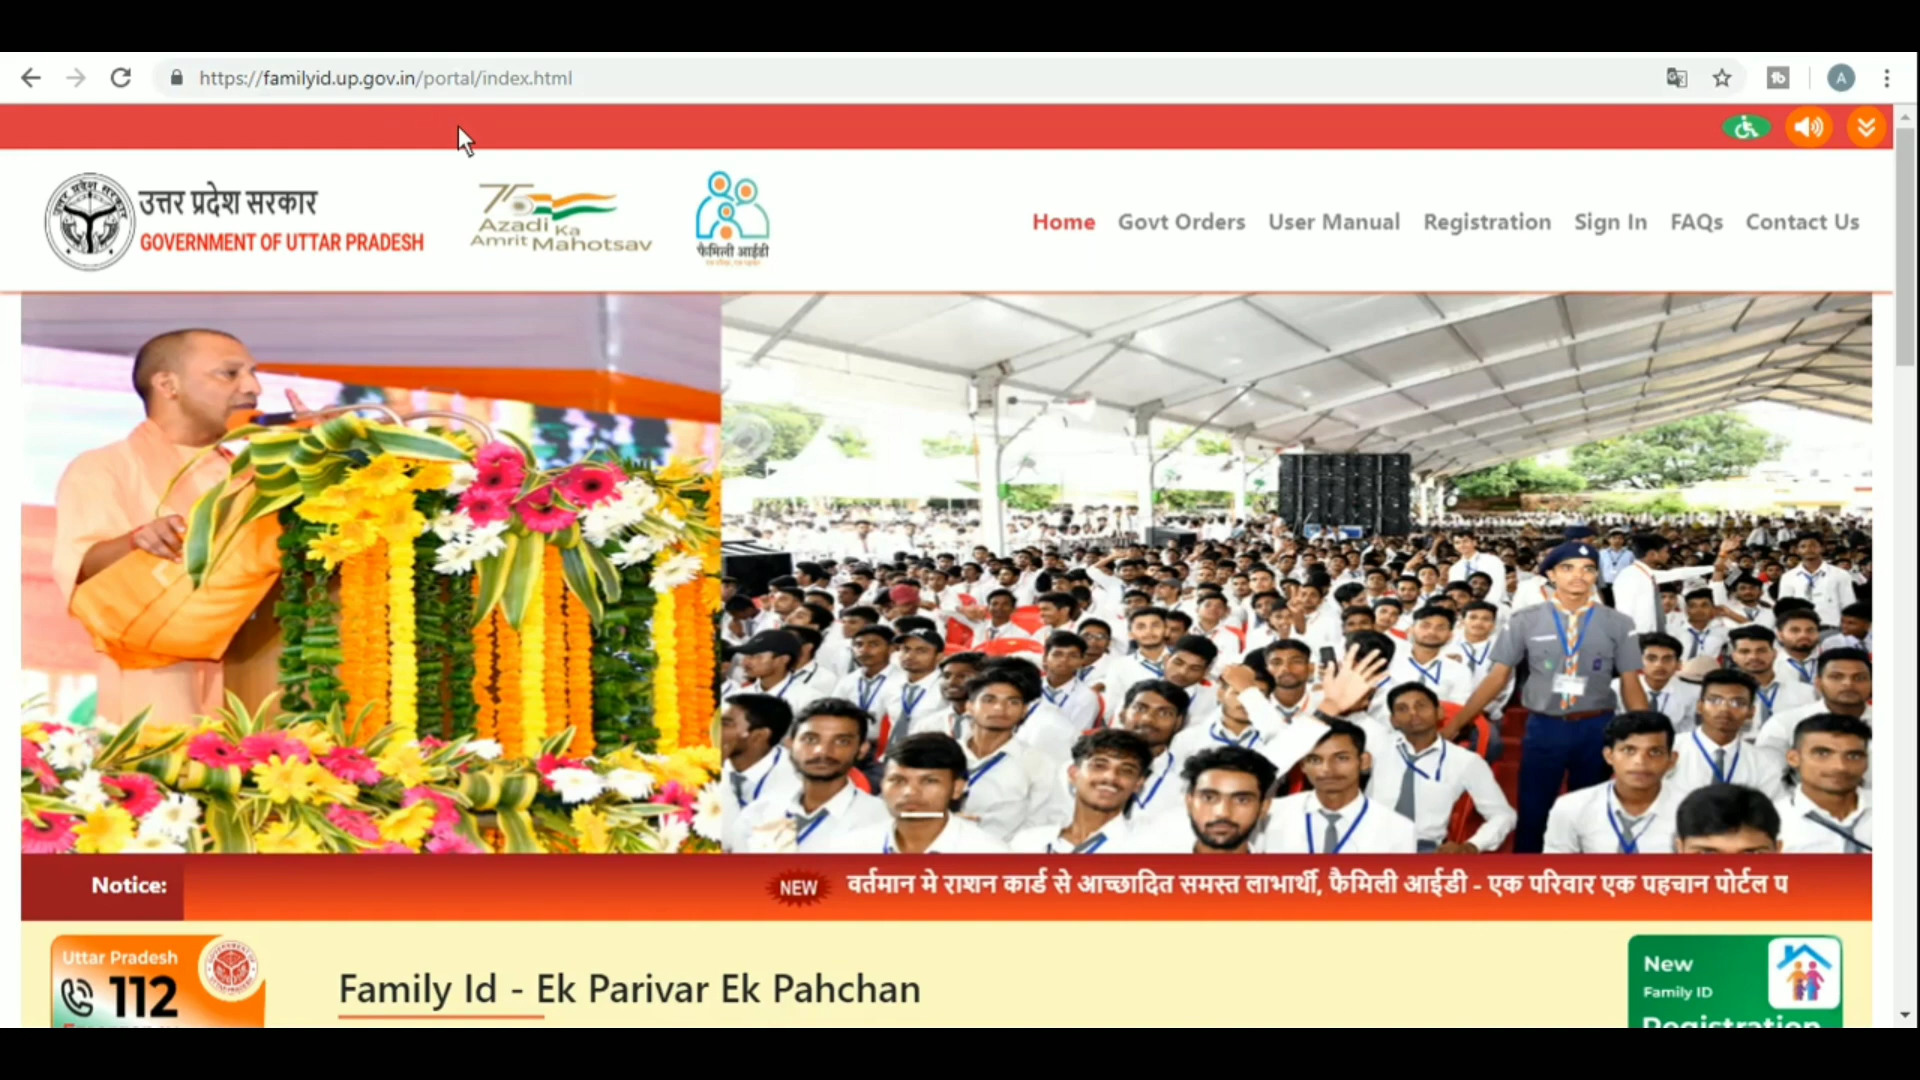 https://familyid.up.gov.in/portal/index.html
A
उत्तर प्रदेश सरकार
GOVERNMENT OF UTTAR PRADESH
75
Azadi Ka
Amrit Mahotsav
फैमिली आईडी
Home Govt Orders User Manual Registration Sign In FAQs Contact Us
Notice:
NEW वर्तमान मे राशन कार्ड से आच्छादित समस्त लाभार्थी, फैमिली आईडी - एक परिवार एक पहचान पोर्टल प
Uttar Pradesh
112
Family Id - Ek Parivar Ek Pahchan
New
Family ID
Registration